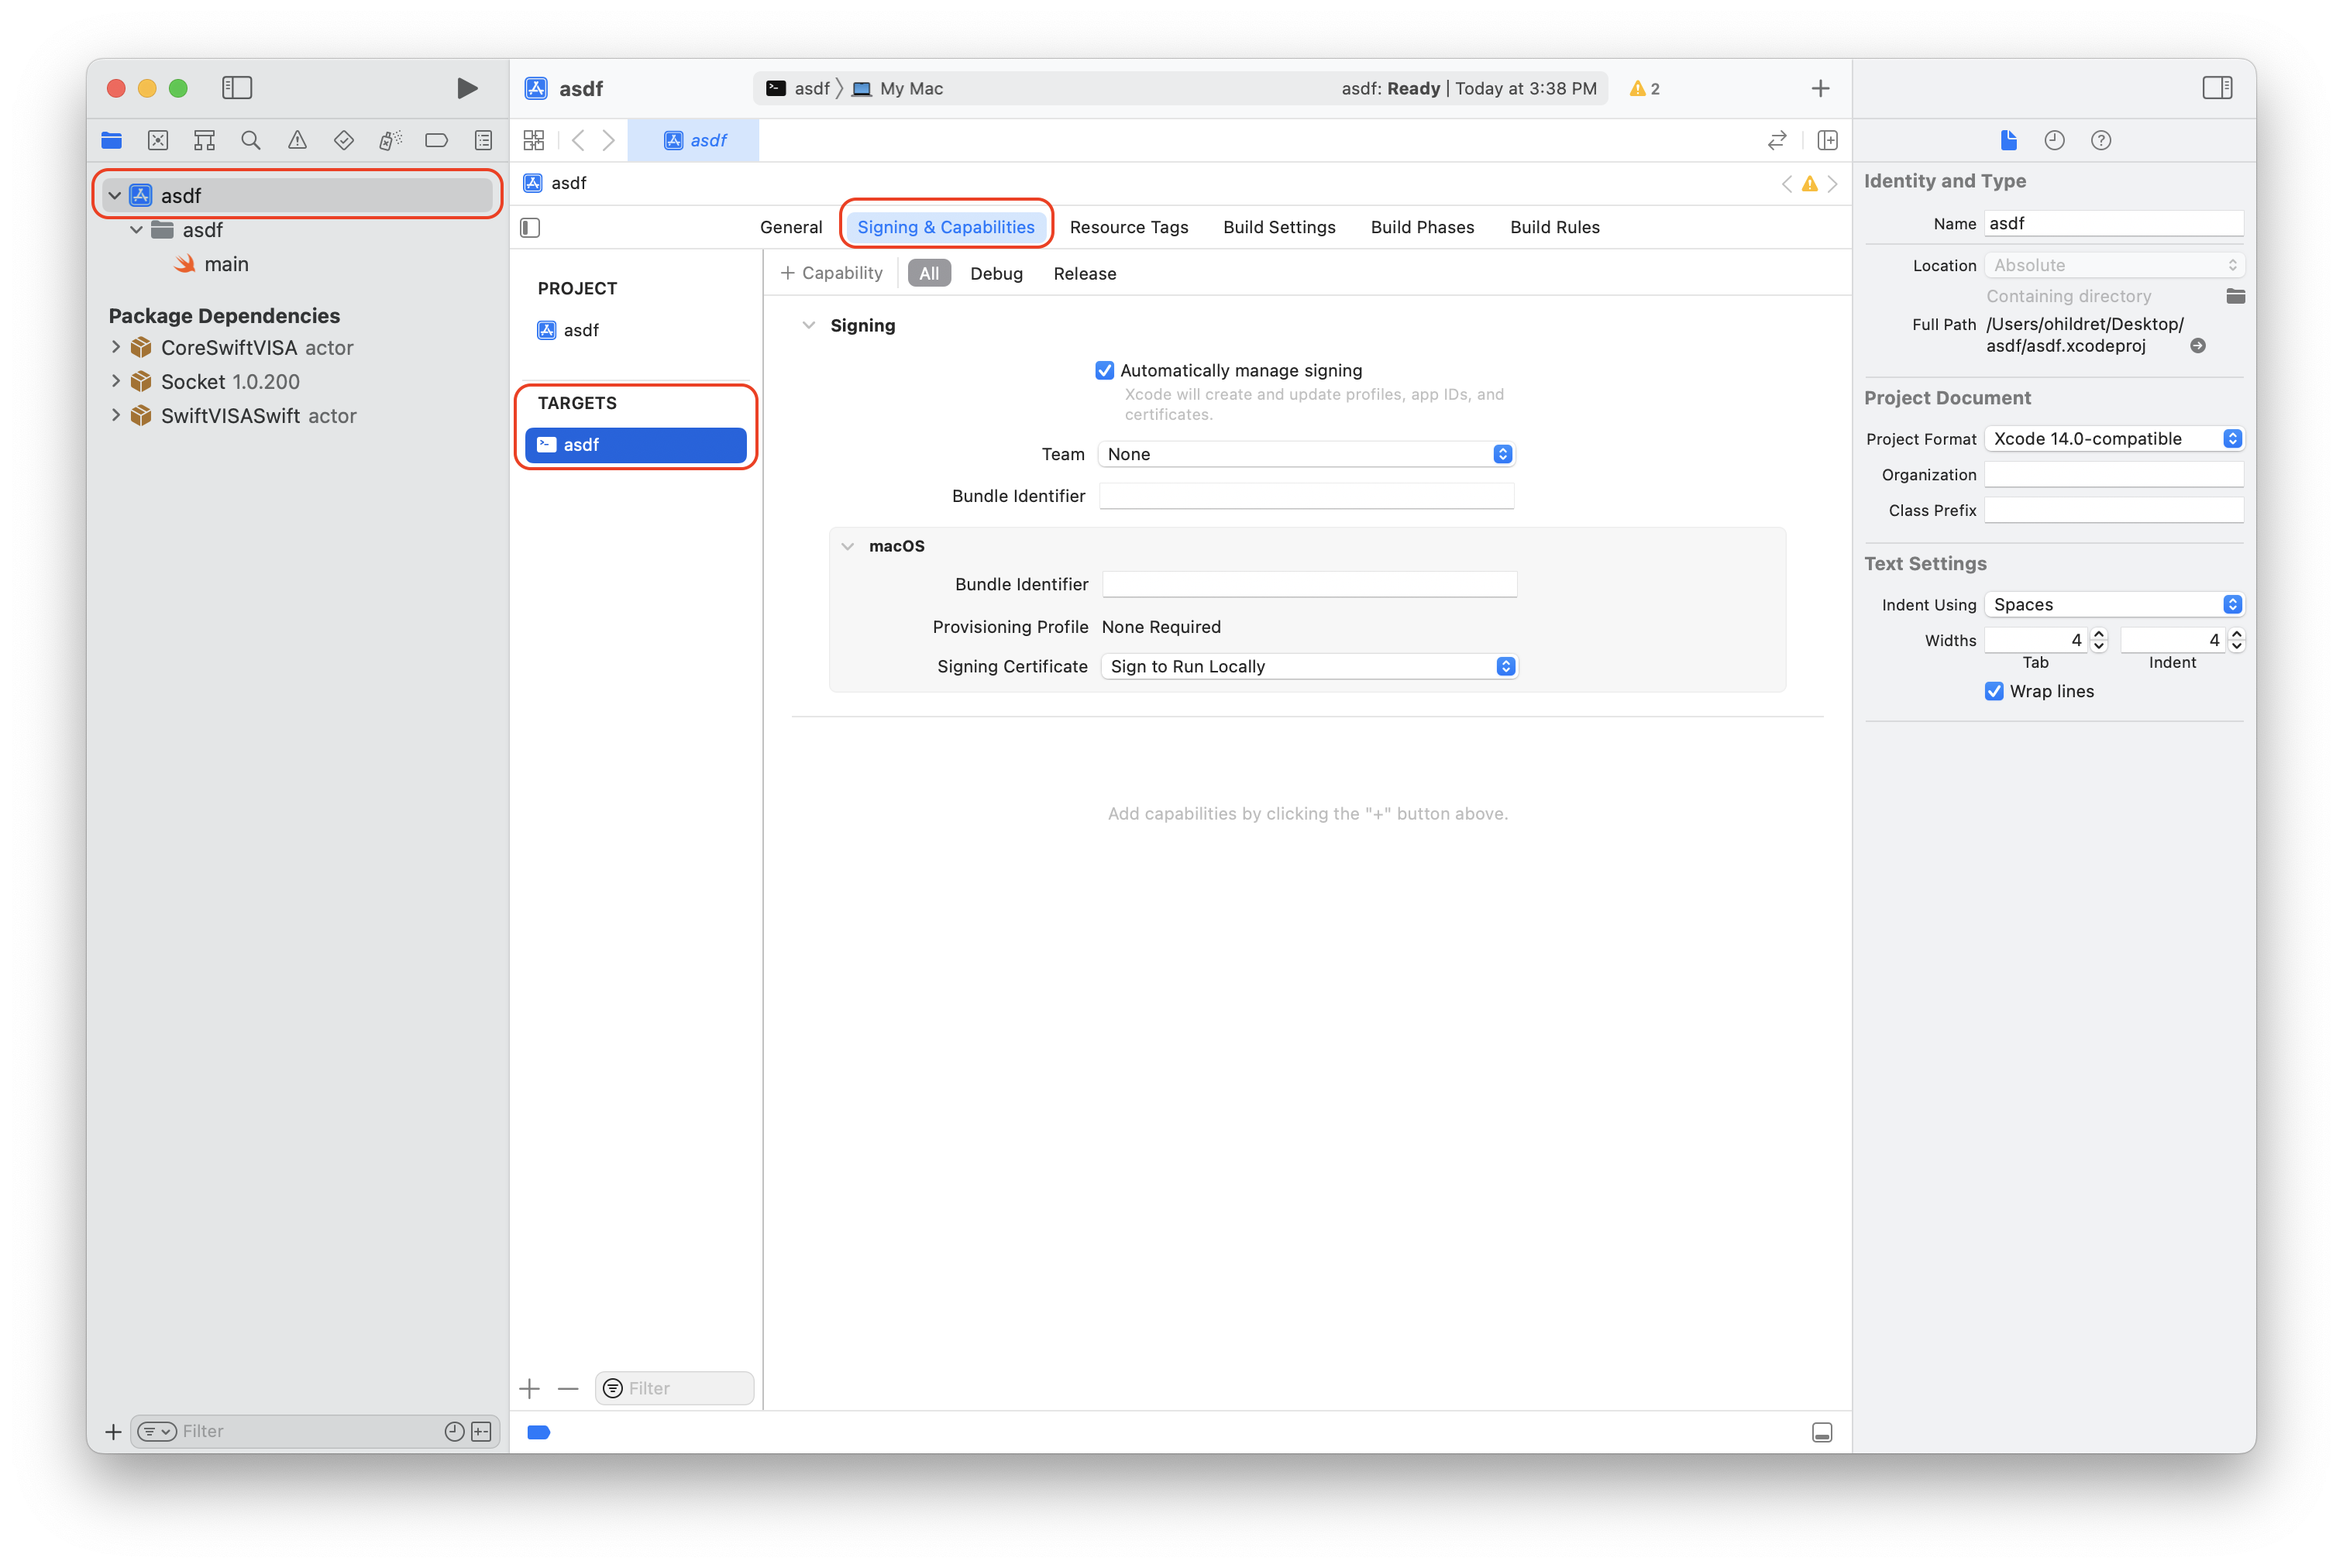 asdf
asdf 〉 My Mac
asdf: Ready | Today at 3:38 PM
2
asdf
asdf
asdf
main
Package Dependencies
CoreSwiftVISA actor
Socket 1.0.200
SwiftVISASwift actor
Filter
asdf
General
Signing & Capabilities
Resource Tags
Build Settings
Build Phases
Build Rules
PROJECT
asdf
TARGETS
asdf
Filter
+ Capability
All
Debug
Release
Signing
Automatically manage signing
Xcode will create and update profiles, app IDs, and
certificates.
Team None
Bundle Identifier
macOS
Bundle Identifier
Provisioning Profile None Required
Signing Certificate Sign to Run Locally
Add capabilities by clicking the "+" button above.
Identity and Type
Name asdf
Location Absolute
Containing directory
Full Path /Users/ohildret/Desktop/
asdf/asdf.xcodeproj
Project Document
Project Format Xcode 14.0-compatible
Organization
Class Prefix
Text Settings
Indent Using Spaces
Widths 4 4
Tab Indent
Wrap lines